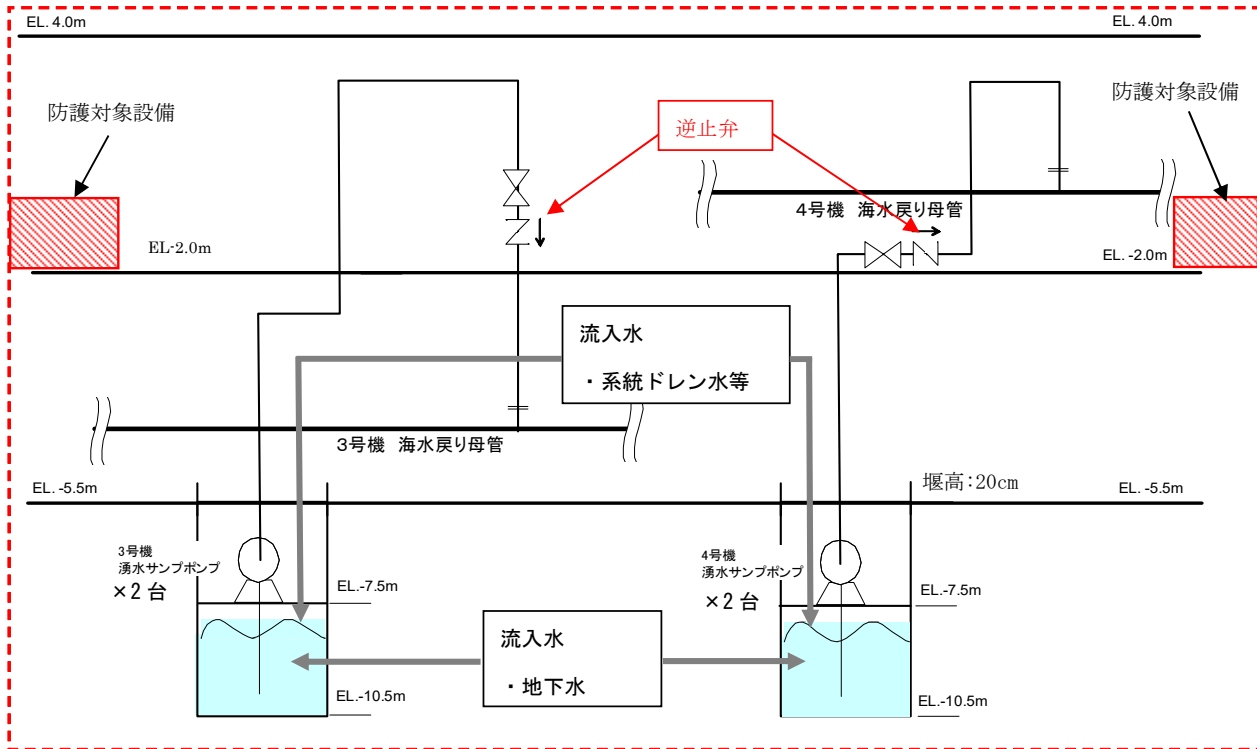 EL. 4.0m
EL. 4.0m
防護対象設備
逆止弁
防護対象設備
4号機 海水戻り母管
EL-2.0m
EL. -2.0m
流入水
・系統ドレン水等
3号機 海水戻り母管
EL. -5.5m
堰高:20cm
EL. -5.5m
3号機
湧水サンプポンプ
×2 台
EL.-7.5m
4号機
湧水サンプポンプ
×2 台
EL.-7.5m
流入水
・地下水
EL.-10.5m
EL.-10.5m